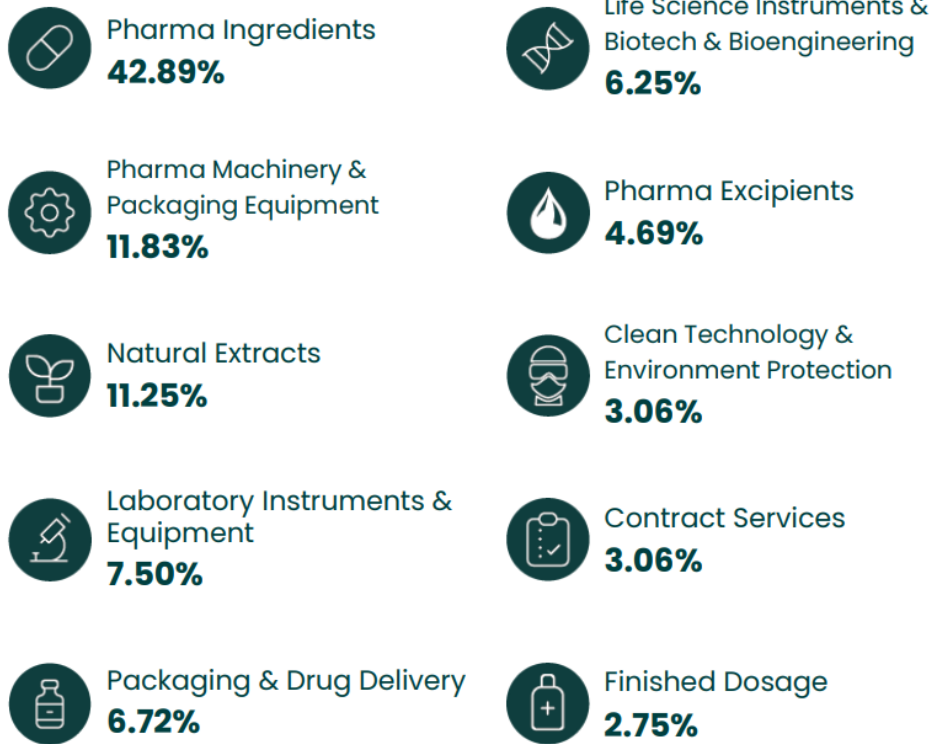 Pharma Ingredients
42.89%
Pharma Machinery &
Packaging Equipment
11.83%
Natural Extracts
11.25%
Laboratory Instruments &
Equipment
7.50%
Packaging & Drug Delivery
6.72%
Life Science Instruments &
Biotech & Bioengineering
6.25%
Pharma Excipients
4.69%
Clean Technology &
Environment Protection
3.06%
Contract Services
3.06%
Finished Dosage
2.75%